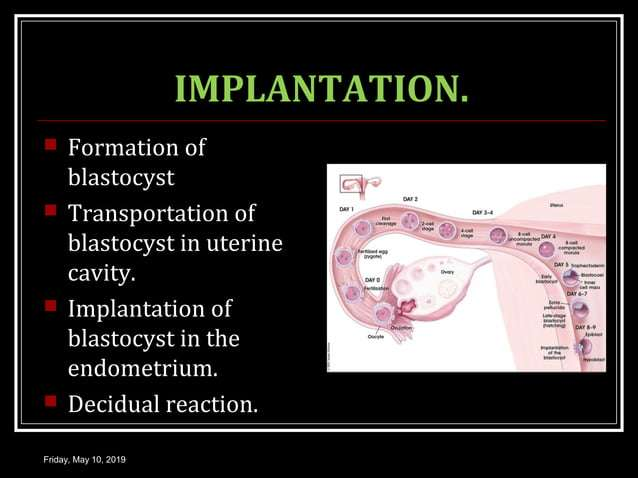 IMPLANTATION.
Formation of
blastocyst
Transportation of
blastocyst in uterine
cavity.
Implantation of
blastocyst in the
endometrium.
Decidual reaction.
DAY 0
Fertilisation
Fertilised egg
(zygote)
DAY 1
First
cleavage
DAY 2
2-cell
stage
DAY 3–4
4-cell
stage
8-cell
uncompacted
morula
DAY 4
8-cell
compacted
morula
Uterus
DAY 5
Trophectoderm
Early
blastocyst
Blastocoel
Inner
cell mass
DAY 6–7
Zona
pellucida
Late-stage
blastocyst
(hatching)
DAY 8–9
Epiblast
Implantation
of the
blastocyst
Hypoblast
Ovary
Ovulation
Oocyte
Friday, May 10, 2019